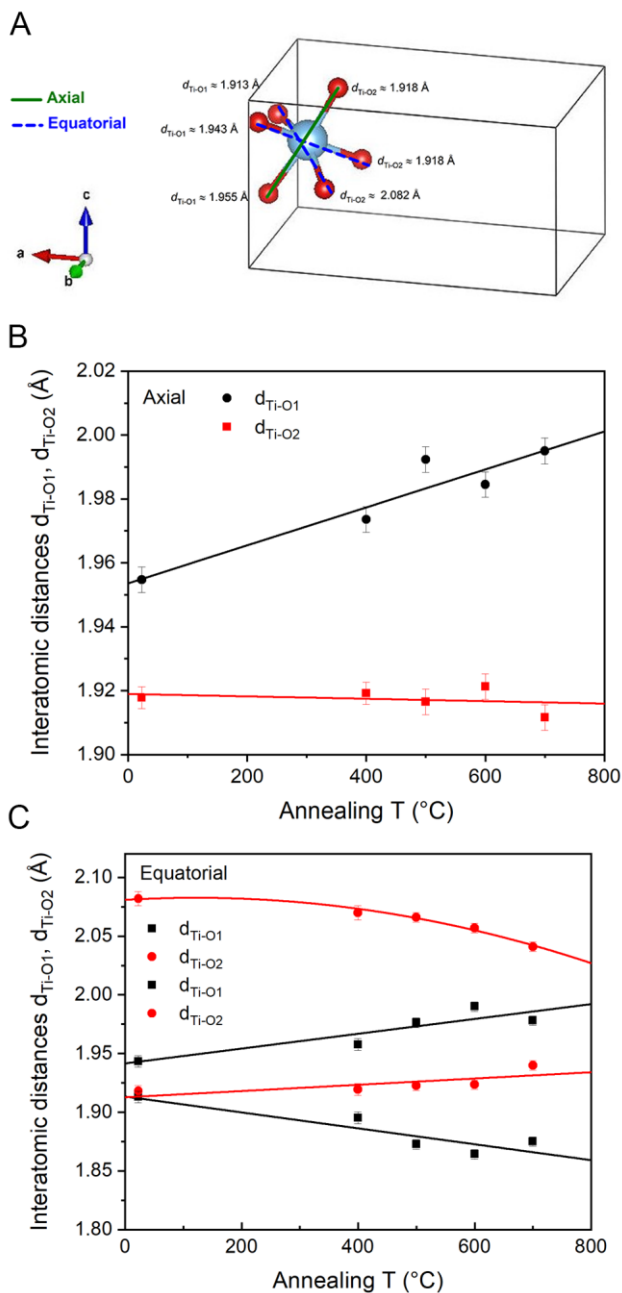 A
Axial
Equatorial
c
a
b
dTi-O1 ≈ 1.913 Å
dTi-O2 ≈ 1.918 Å
dTi-O1 ≈ 1.943 Å
dTi-O2 ≈ 1.918 Å
dTi-O1 ≈ 1.955 Å
dTi-O2 ≈ 2.082 Å
B
Interatomic distances dTi-O1, dTi-O2 (Å)
2.02
2.00
1.98
1.96
1.94
1.92
1.90
Axial
dTi-O1
dTi-O2
0 200 400 600 800
Annealing T (°C)
C
Interatomic distances dTi-O1, dTi-O2 (Å)
2.10
2.05
2.00
1.95
1.90
1.85
1.80
Equatorial
dTi-O1
dTi-O2
dTi-O1
dTi-O2
0 200 400 600 800
Annealing T (°C)